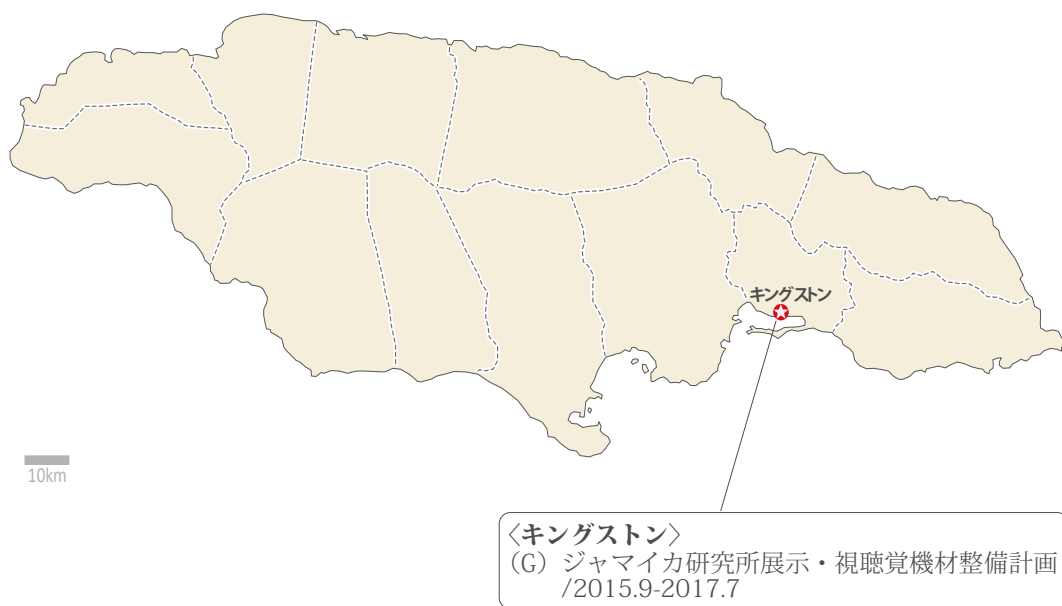 キングストン
10km
〈キングストン〉
(G) ジャマイカ研究所展示・視聴覚機材整備計画
/2015.9-2017.7